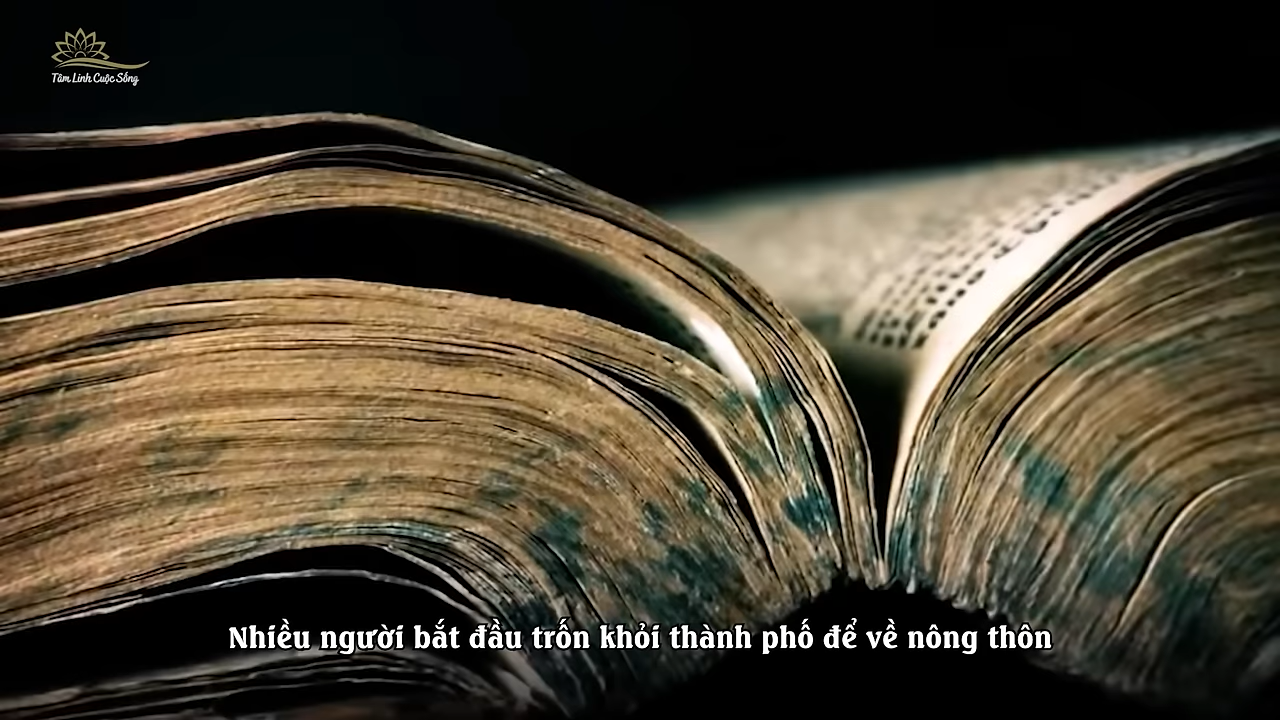 Tâm Linh Cuộc Sống
Nhiều người bắt đầu trốn khỏi thành phố để về nông thôn